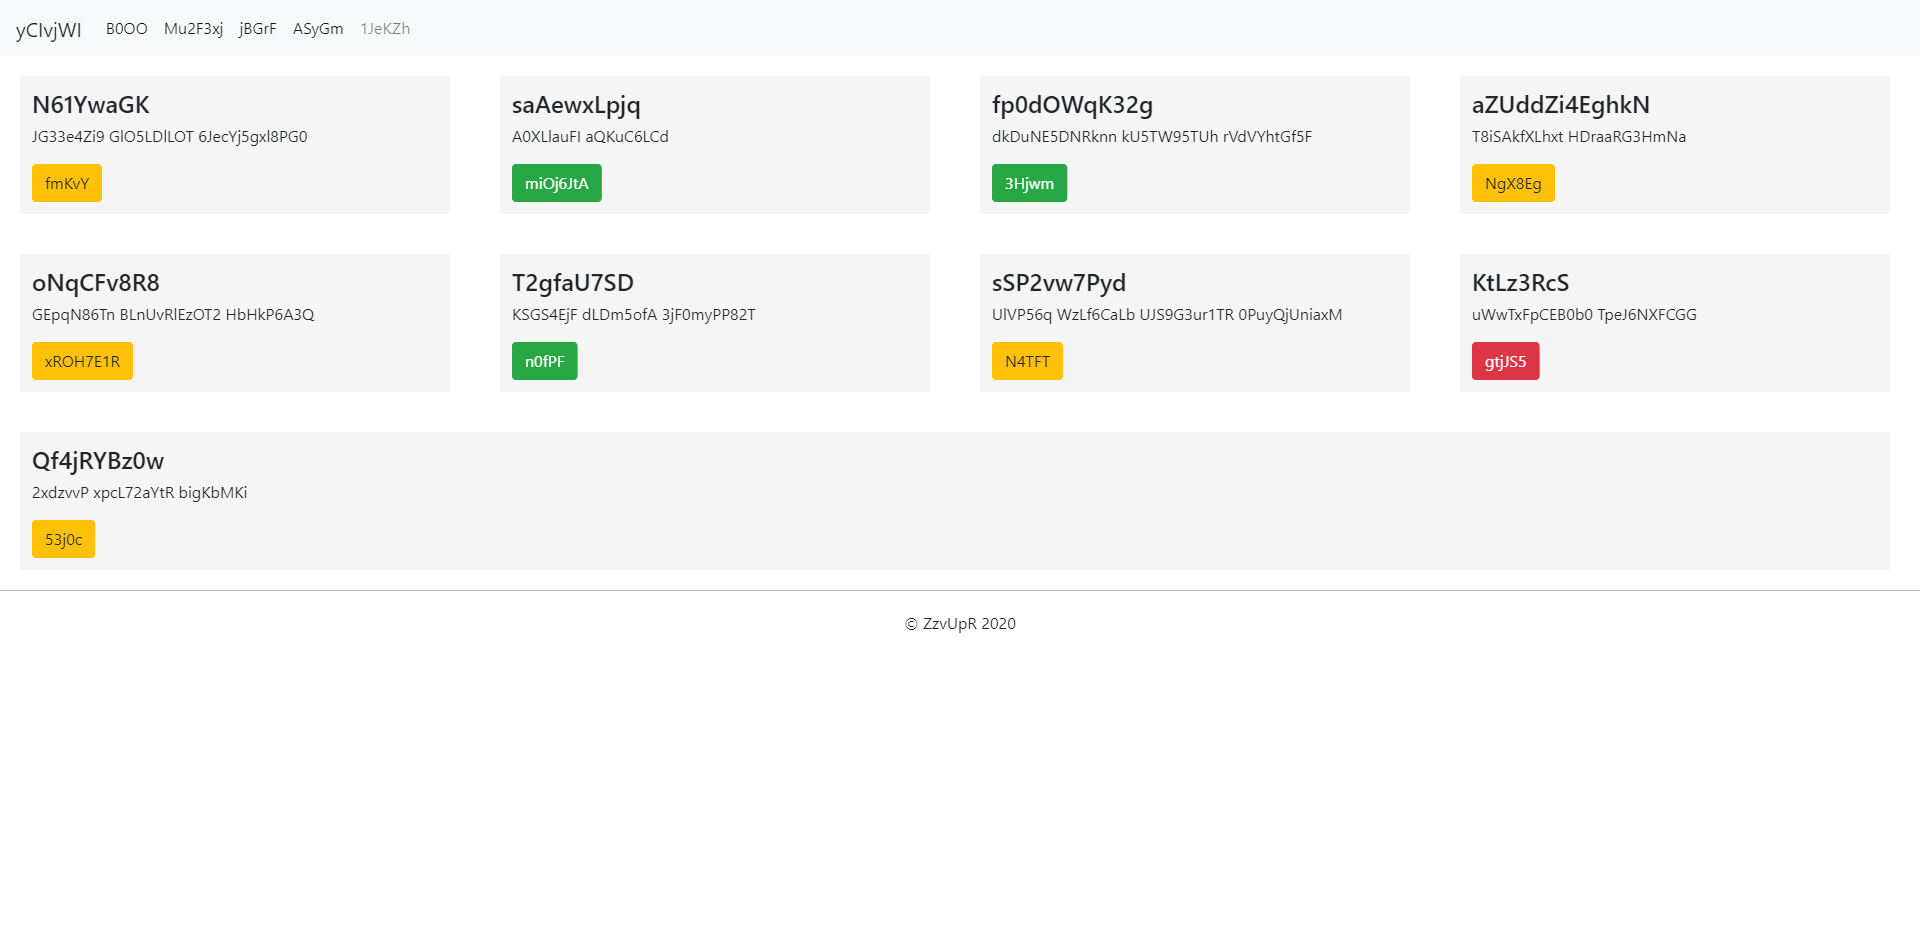 yCIvjWI B0OO Mu2F3xj jBGrF ASyGm 1JeKZh
N61YwaGK
JG33e4Zi9 GlO5LDlLOT 6JecYj5gxl8PG0
fmKvY
saAewxLpjq
A0XLlauFI aQKuC6LCd
miOj6JtA
fp0dOWqK32g
dkDuNE5DNRknn kU5TW95TUh rVdVYhtGf5F
3Hjwm
aZUddZi4EghkN
T8iSAkfXLhxt HDraaRG3HmNa
NgX8Eg
oNqCFv8R8
GEpqN86Tn BLnUvRlEzOT2 HbHkP6A3Q
xROH7E1R
T2gfaU7SD
KSGS4EjF dLDm5ofA 3jF0myPP82T
n0fPF
sSP2vw7Pyd
UlVP56q WzLf6CaLb UJS9G3ur1TR 0PuyQjUniaxM
N4TFT
KtLz3RcS
uWwTxFpCEB0b0 TpeJ6NXFCGG
gtjJS5
Qf4jRYBz0w
2xdzvvP xpcL72aYtR bigKbMKi
53j0c
© ZzvUpR 2020